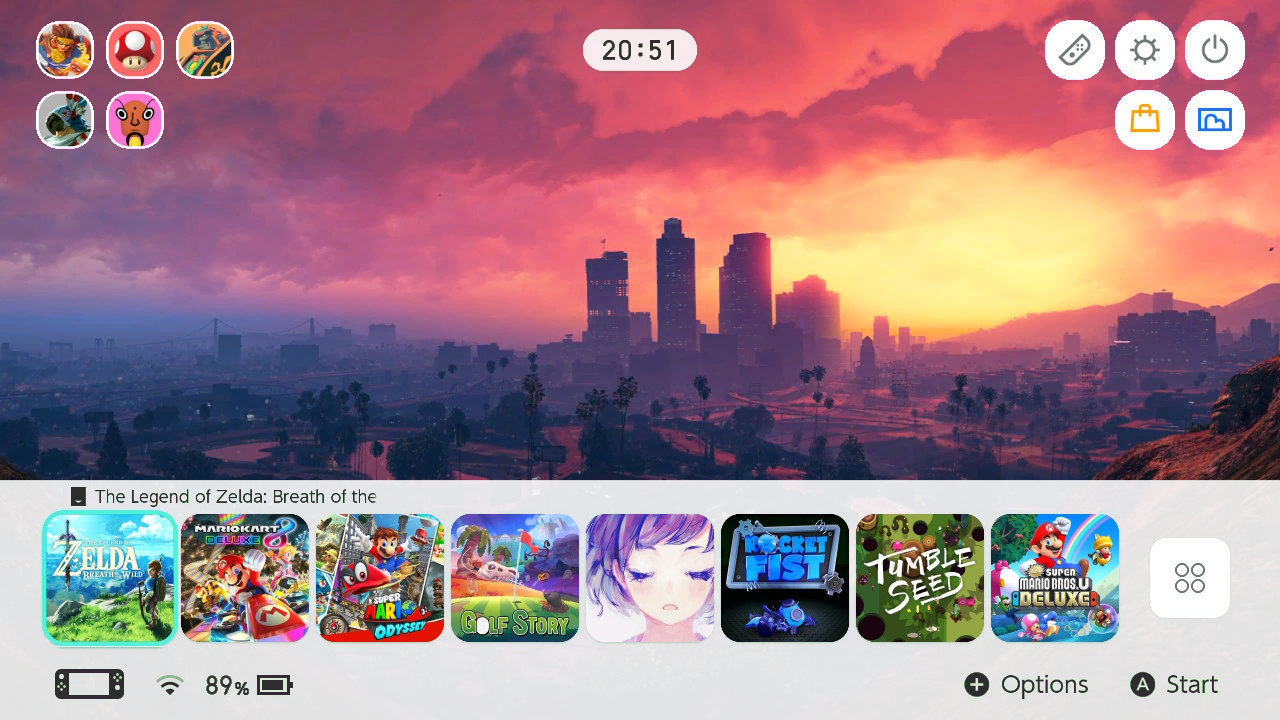 20:51
The Legend of Zelda: Breath of the
THE LEGEND OF
ZELDA
BREATH OF THE WILD
MARIOKART 8
DELUXE
SUPER
MARIO
ODYSSEY
GOLF STORY
ROCKET
FIST
TUMBLE
SEED
NEW
SUPER
MARIO BROS. U
DELUXE
89%
Options
A Start